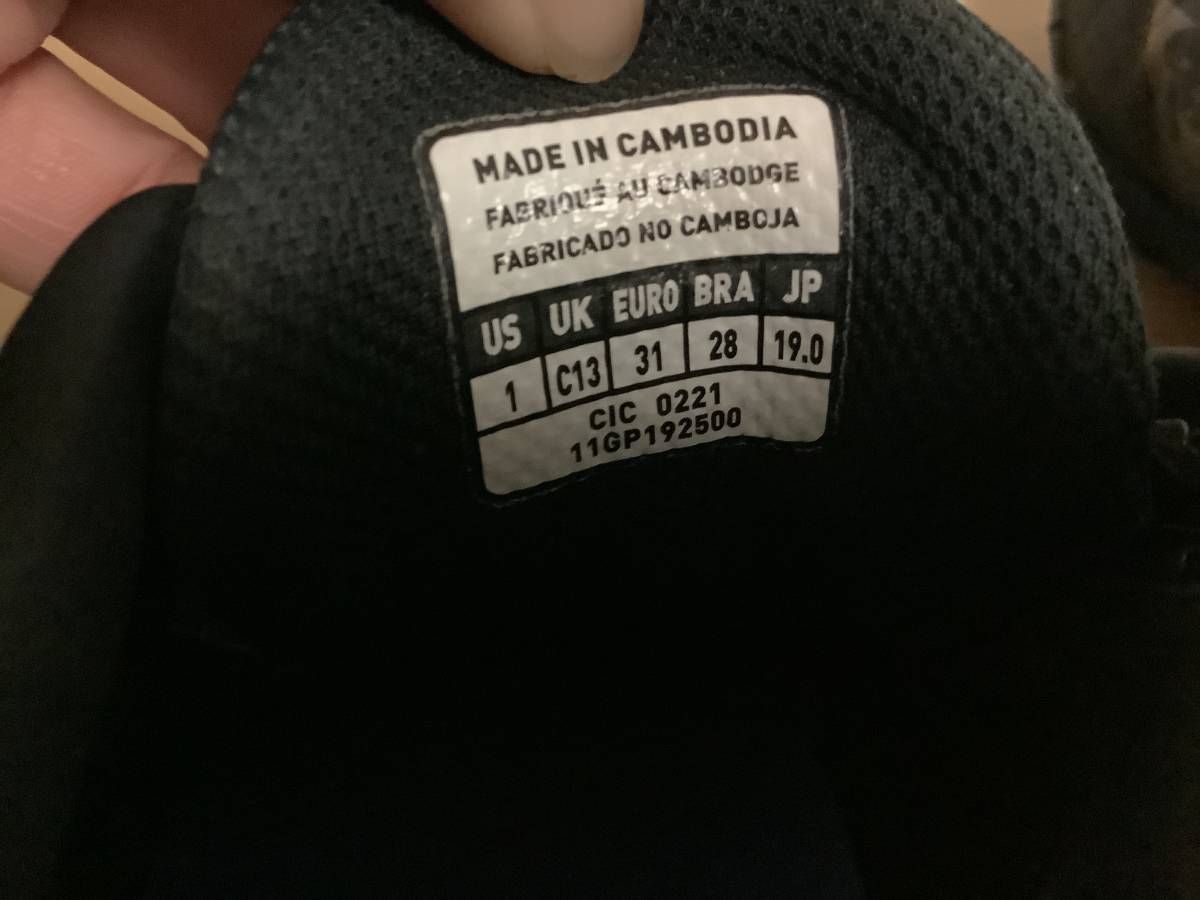 MADE IN CAMBODIA
FABRIQUÉ AU CAMBODGE
FABRICADO NO CAMBOJA
US UK EURO BRA JP
1 C13 31 28 19.0
CIC 0221
11GP192500